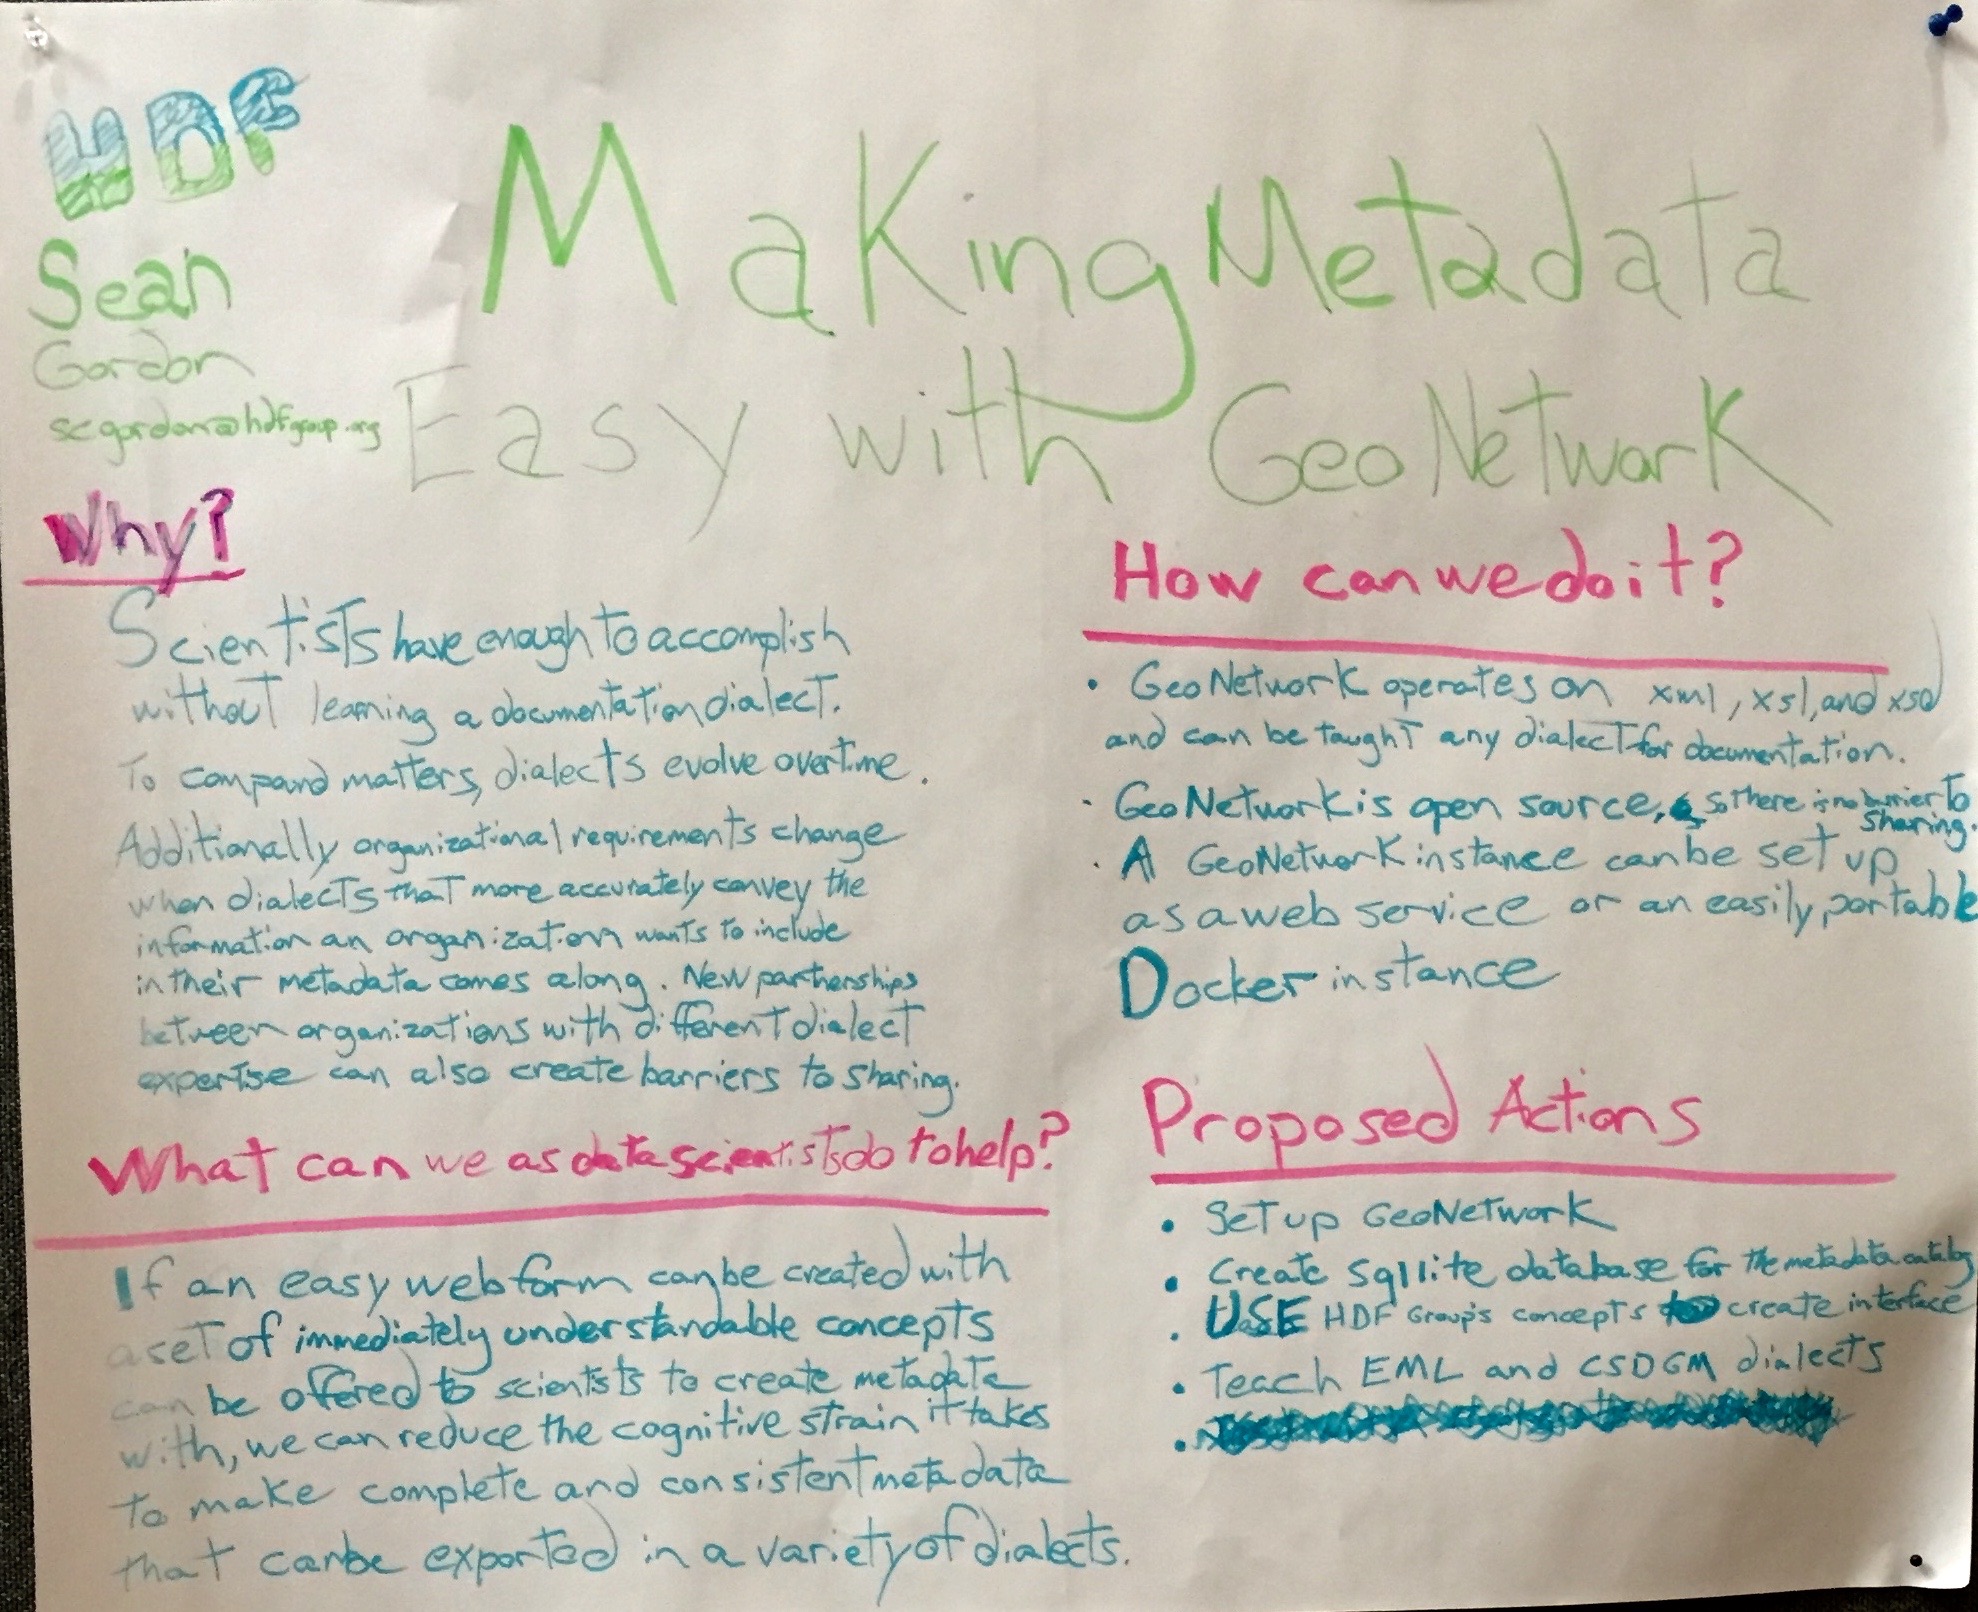 HDF
Sean
Gordon
scgordon@hdfgroup.org
Making Metadata
Easy with GeoNetwork
Why?
Scientists have enough to accomplish
without learning a documentation dialect.
To compound matters, dialects evolve overtime.
Additionally organizational requirements change
when dialects that more accurately convey the
information an organization wants to include
in their metadata comes along. New partnerships
between organizations with different dialect
expertise can also create barriers to sharing.
What can we as data scientists do to help?
If an easy web form can be created with
a set of immediately understandable concepts
can be offered to scientists to create metadata
with, we can reduce the cognitive strain it takes
to make complete and consistent metadata
that can be exported in a variety of dialects.
How can we do it?
• GeoNetwork operates on xml, xsl, and xsd
and can be taught any dialect for documentation.
• GeoNetwork is open source, so there is no barrier to
sharing.
• A GeoNetwork instance can be set up
as a web service or an easily portable
Docker instance
Proposed Actions
• Set up GeoNetwork
• Create sqllite database for the metadata catalog
• USE HDF Group's concepts to create interface
• Teach EML and CSDGM dialects